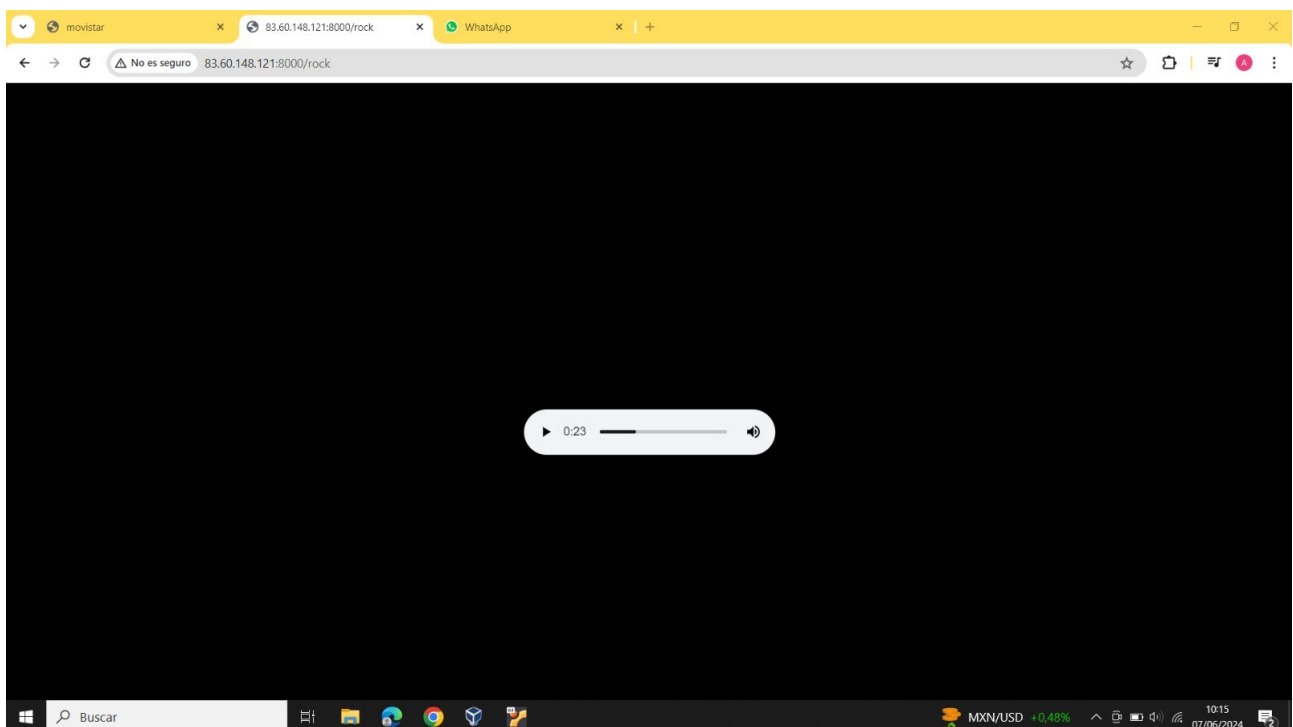 movistar
83.60.148.121:8000/rock
WhatsApp
No es seguro
83.60.148.121:8000/rock
A
0:23
Buscar
MXN/USD +0,48%
10:15
07/06/2024
2